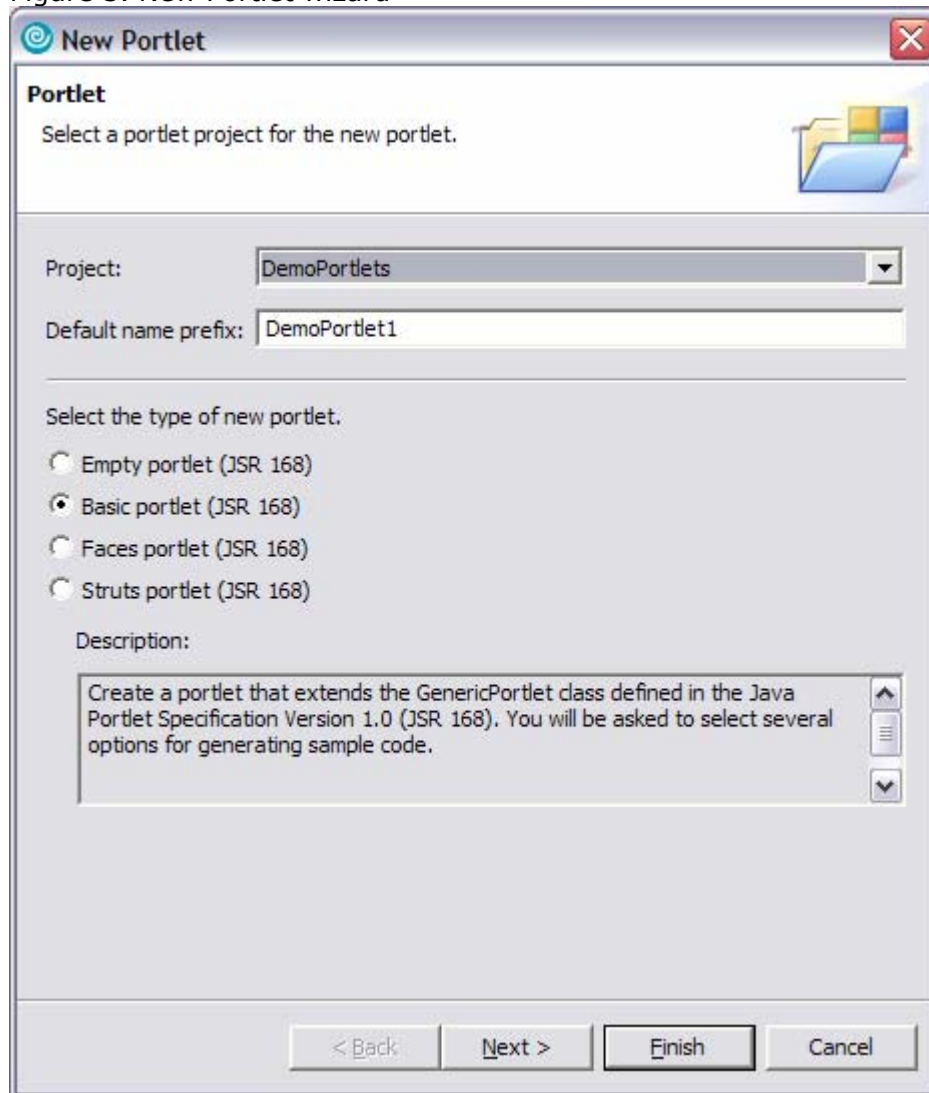 New Portlet
Portlet
Select a portlet project for the new portlet.
Project: DemoPortlets
Default name prefix: DemoPortlet1
Select the type of new portlet.
Empty portlet (JSR 168)
Basic portlet (JSR 168)
Faces portlet (JSR 168)
Struts portlet (JSR 168)
Description:
Create a portlet that extends the GenericPortlet class defined in the Java
Portlet Specification Version 1.0 (JSR 168). You will be asked to select several
options for generating sample code.
< Back Next > Finish Cancel